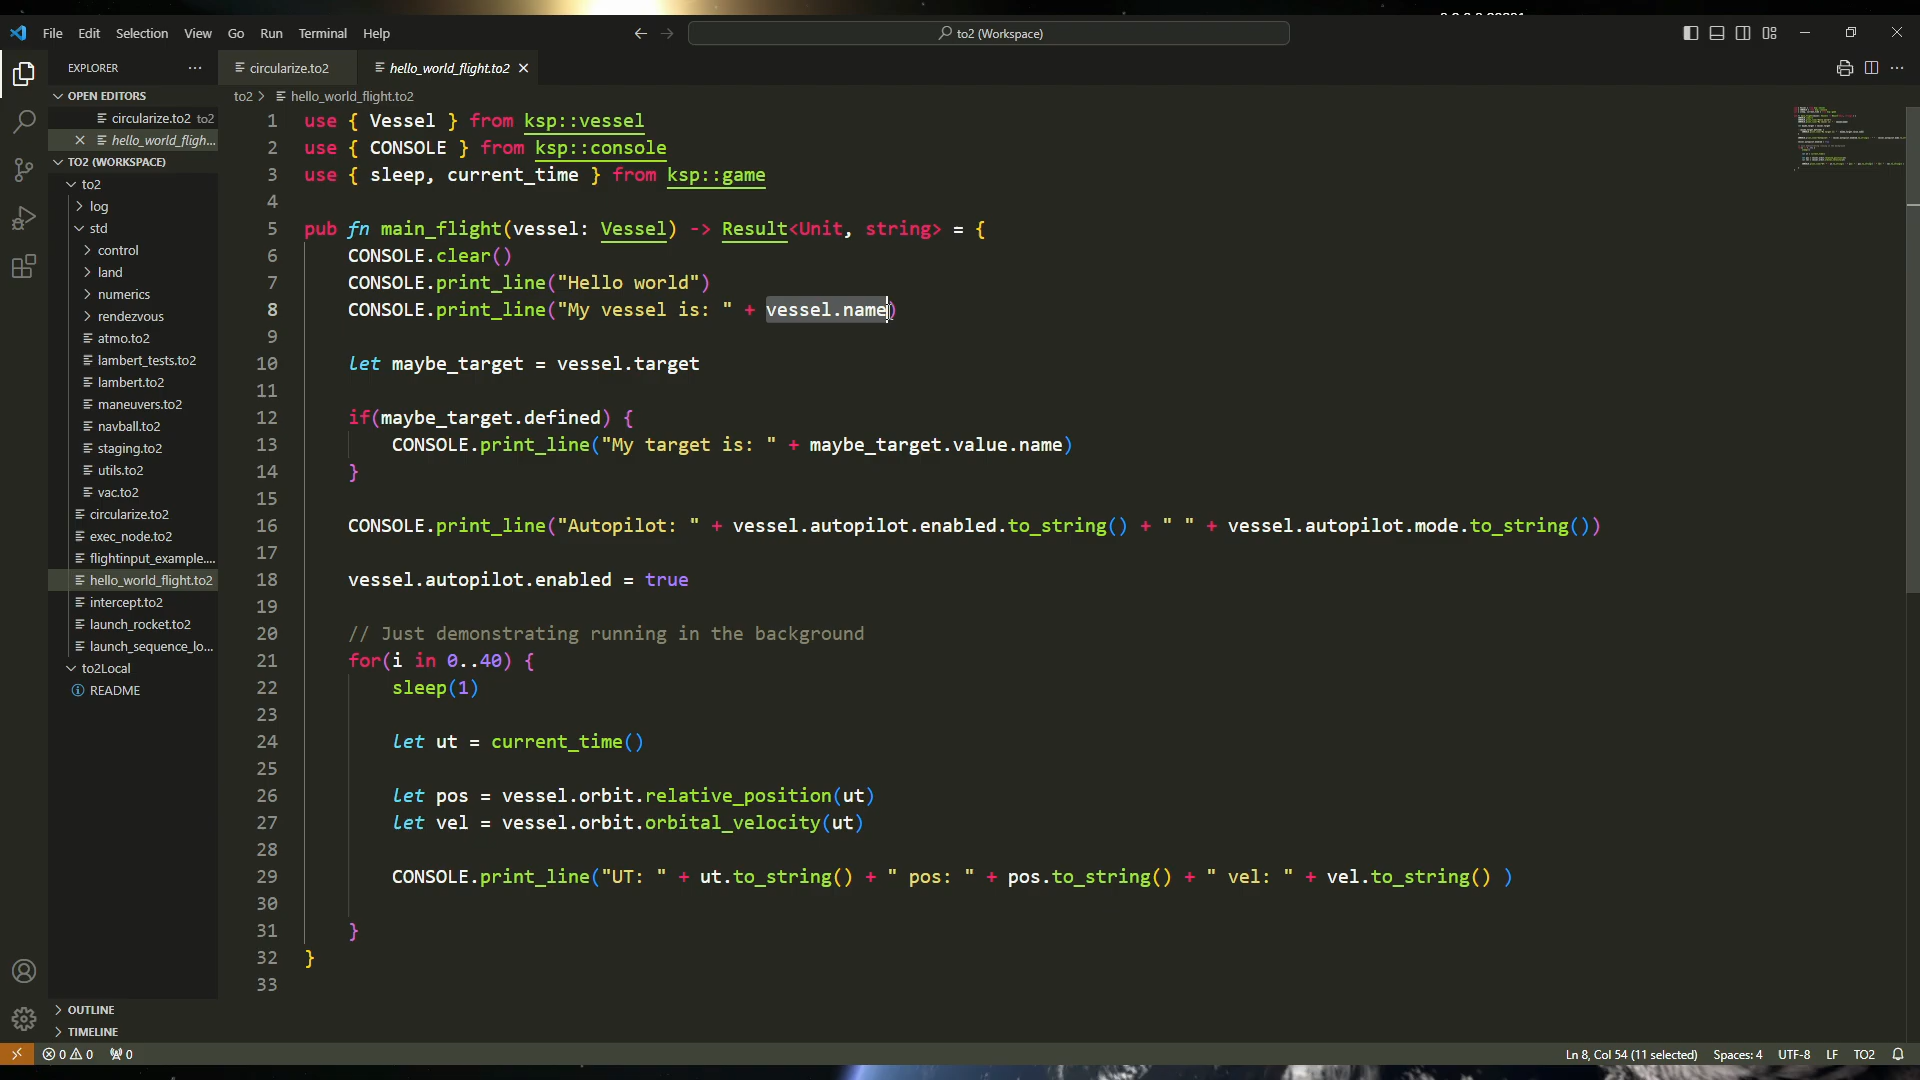 File Edit Selection View Go Run Terminal Help
to2 (Workspace)
EXPLORER
circularize.to2
hello_world_flight.to2
OPEN EDITORS
to2 > hello_world_flight.to2
circularize.to2 to2
hello_world_fligh...
TO2 (WORKSPACE)
to2
log
std
control
land
numerics
rendezvous
atmo.to2
lambert_tests.to2
lambert.to2
maneuvers.to2
navball.to2
staging.to2
utils.to2
vac.to2
circularize.to2
exec_node.to2
flightinput_example....
hello_world_flight.to2
intercept.to2
launch_rocket.to2
launch_sequence_lo...
to2Local
README
OUTLINE
TIMELINE
1 use { Vessel } from ksp::vessel
2 use { CONSOLE } from ksp::console
3 use { sleep, current_time } from ksp::game
4
5 pub fn main_flight(vessel: Vessel) -> Result<Unit, string> = {
6 CONSOLE.clear()
7 CONSOLE.print_line("Hello world")
8 CONSOLE.print_line("My vessel is: " + vessel.name)
9
10 let maybe_target = vessel.target
11
12 if(maybe_target.defined) {
13 CONSOLE.print_line("My target is: " + maybe_target.value.name)
14 }
15
16 CONSOLE.print_line("Autopilot: " + vessel.autopilot.enabled.to_string() + " " + vessel.autopilot.mode.to_string())
17
18 vessel.autopilot.enabled = true
19
20 // Just demonstrating running in the background
21 for(i in 0..40) {
22 sleep(1)
23
24 let ut = current_time()
25
26 let pos = vessel.orbit.relative_position(ut)
27 let vel = vessel.orbit.orbital_velocity(ut)
28
29 CONSOLE.print_line("UT: " + ut.to_string() + " pos: " + pos.to_string() + " vel: " + vel.to_string() )
30
31 }
32 }
33
0 0 0
Ln 8, Col 54 (11 selected) Spaces: 4 UTF-8 LF TO2